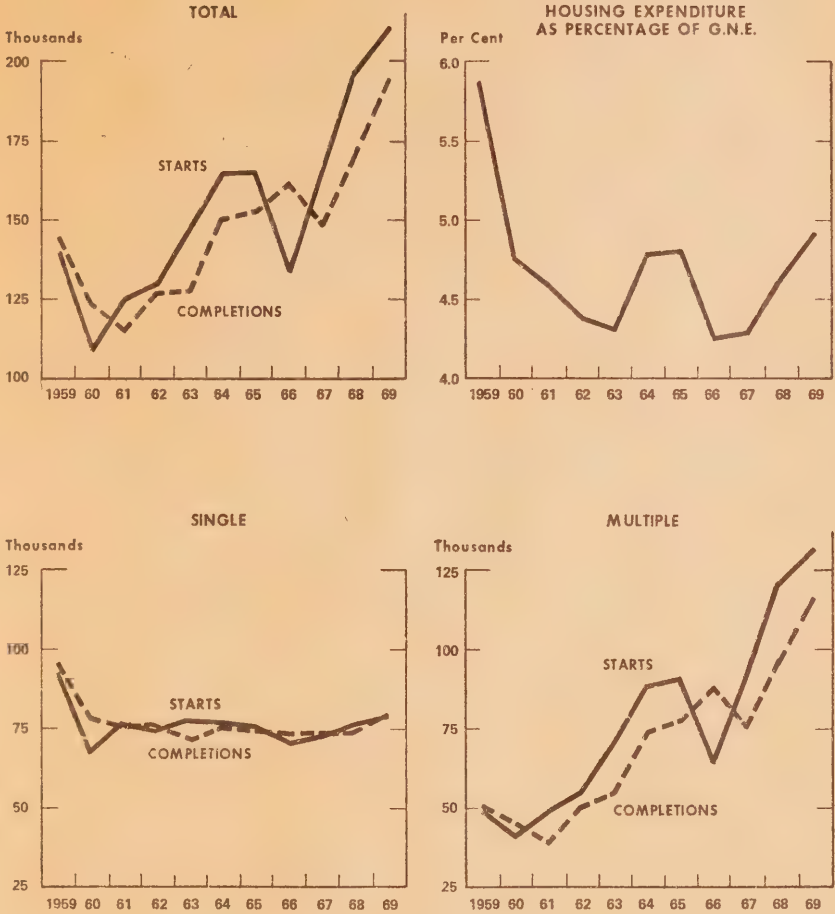 TOTAL
Thousands
200
175
150
125
100
STARTS
COMPLETIONS
1959 60 61 62 63 64 65 66 67 68 69
HOUSING EXPENDITURE
AS PERCENTAGE OF G.N.E.
Per Cent
6.0
5.5
5.0
4.5
4.0
1959 60 61 62 63 64 65 66 67 68 69
SINGLE
Thousands
125
100
75
50
25
STARTS
COMPLETIONS
1959 60 61 62 63 64 65 66 67 68 69
MULTIPLE
Thousands
125
100
75
50
25
STARTS
COMPLETIONS
1959 60 61 62 63 64 65 66 67 68 69